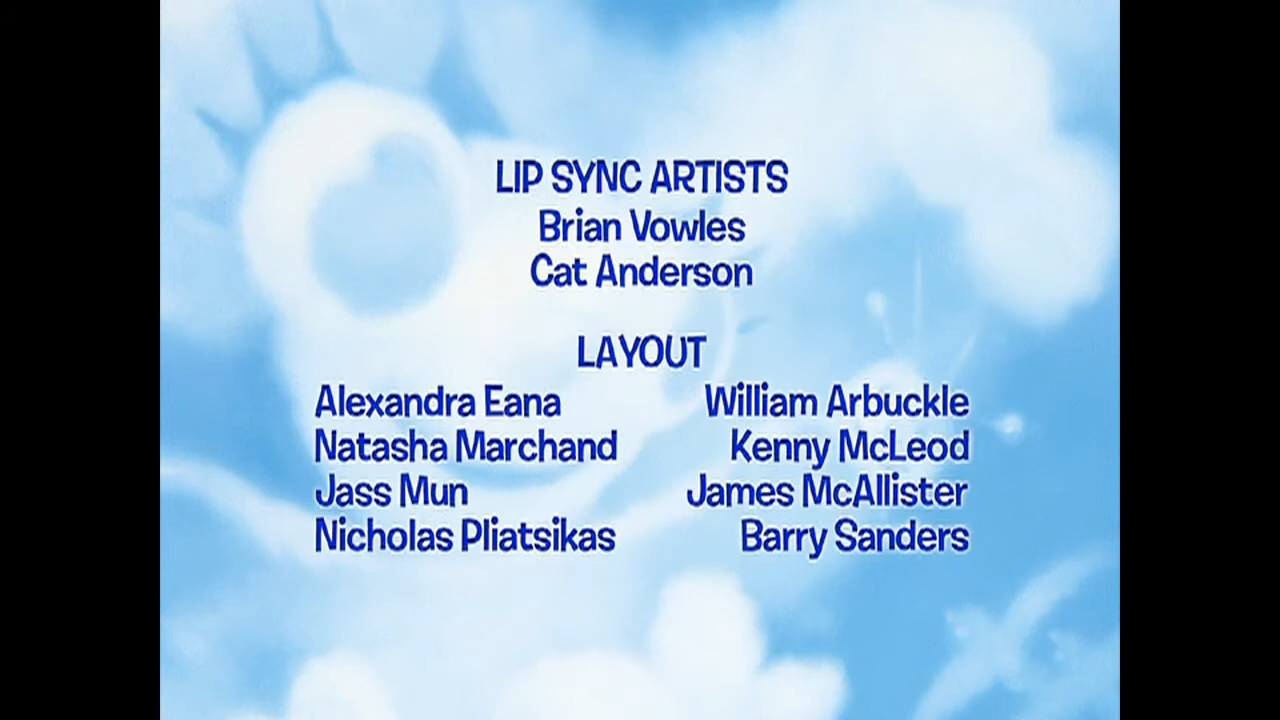 LIP SYNC ARTISTS
Brian Vowles
Cat Anderson
LAYOUT
Alexandra Eana William Arbuckle
Natasha Marchand Kenny McLeod
Jass Mun James McAllister
Nicholas Pliatsikas Barry Sanders